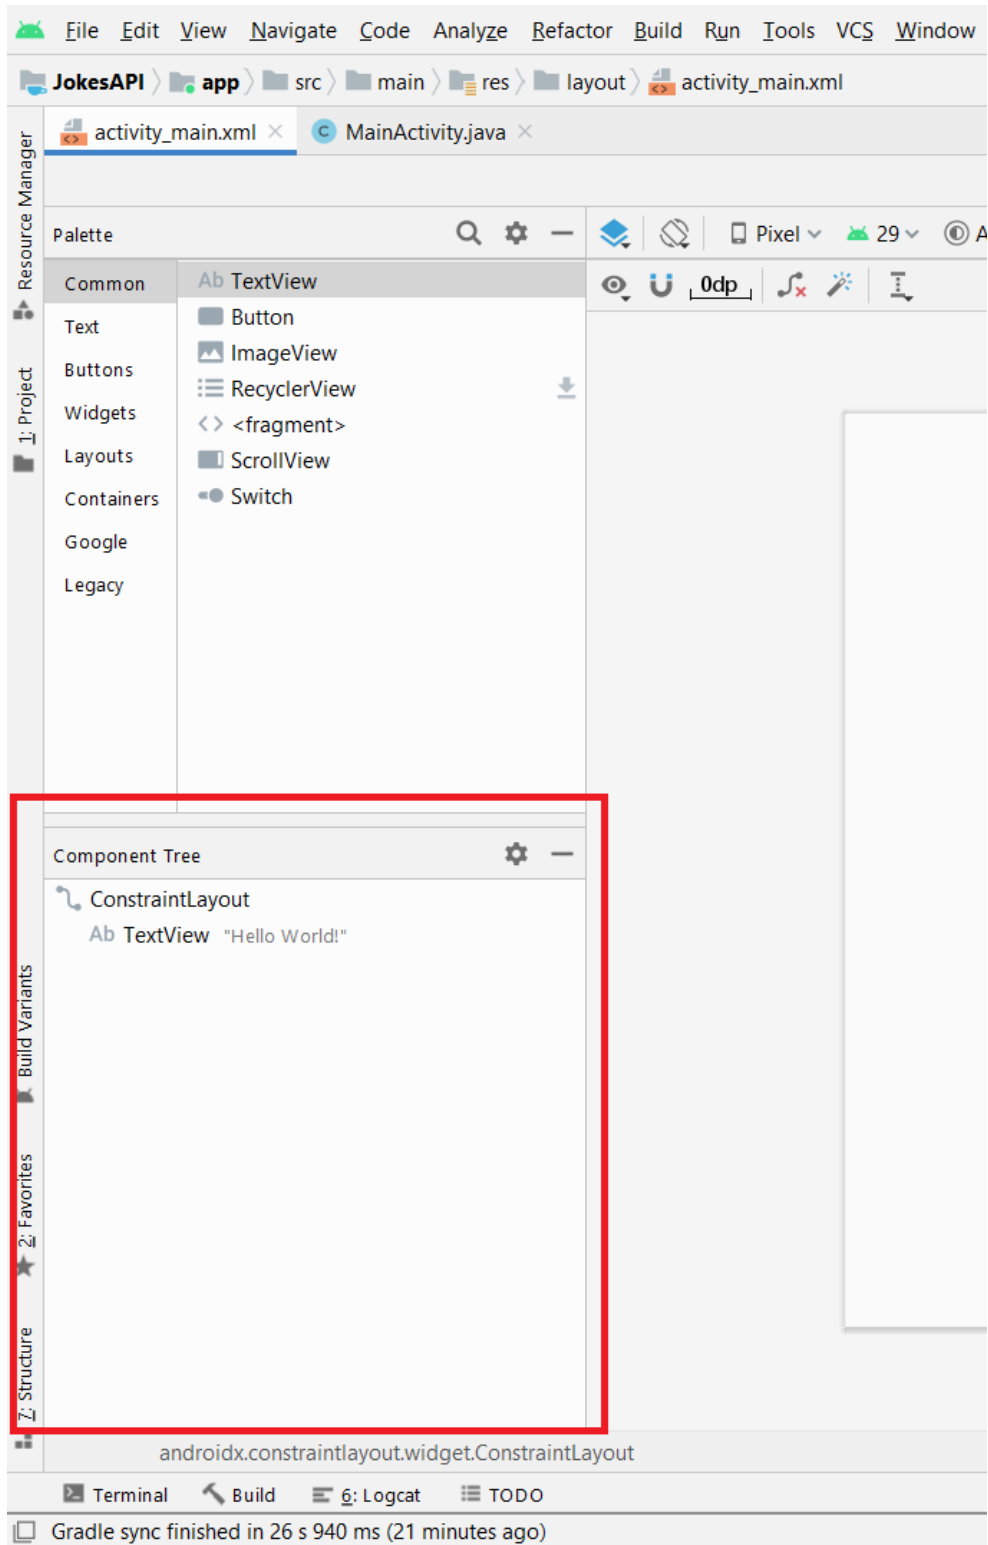 File Edit View Navigate Code Analyze Refactor Build Run Tools VCS Window
JokesAPI app src main res layout activity_main.xml
activity_main.xml MainActivity.java
Resource Manager
1: Project
Palette
Pixel 29 A
0dp
Common
Text
Buttons
Widgets
Layouts
Containers
Google
Legacy
Ab TextView
Button
ImageView
RecyclerView
<fragment>
ScrollView
Switch
Component Tree
ConstraintLayout
Ab TextView "Hello World!"
Build Variants
2: Favorites
7: Structure
androidx.constraintlayout.widget.ConstraintLayout
Terminal Build 6: Logcat TODO
Gradle sync finished in 26 s 940 ms (21 minutes ago)